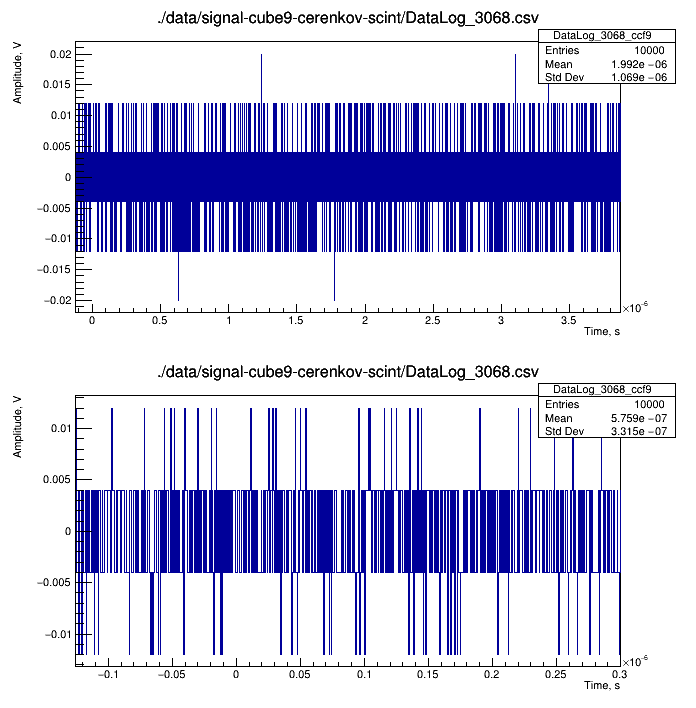 ./data/signal-cube9-cerenkov-scint/DataLog_3068.csv
Amplitude, V
DataLog_3068_ccf9
Entries 10000
Mean 1.992e −06
Std Dev 1.069e −06
0.02
0.015
0.01
0.005
0
−0.005
−0.01
−0.015
−0.02
0 0.5 1 1.5 2 2.5 3 3.5
×10⁻⁶
Time, s
./data/signal-cube9-cerenkov-scint/DataLog_3068.csv
Amplitude, V
DataLog_3068_ccf9
Entries 10000
Mean 5.759e −07
Std Dev 3.315e −07
0.01
0.005
0
−0.005
−0.01
−0.1 −0.05 0 0.05 0.1 0.15 0.2 0.25 0.3
×10⁻⁶
Time, s